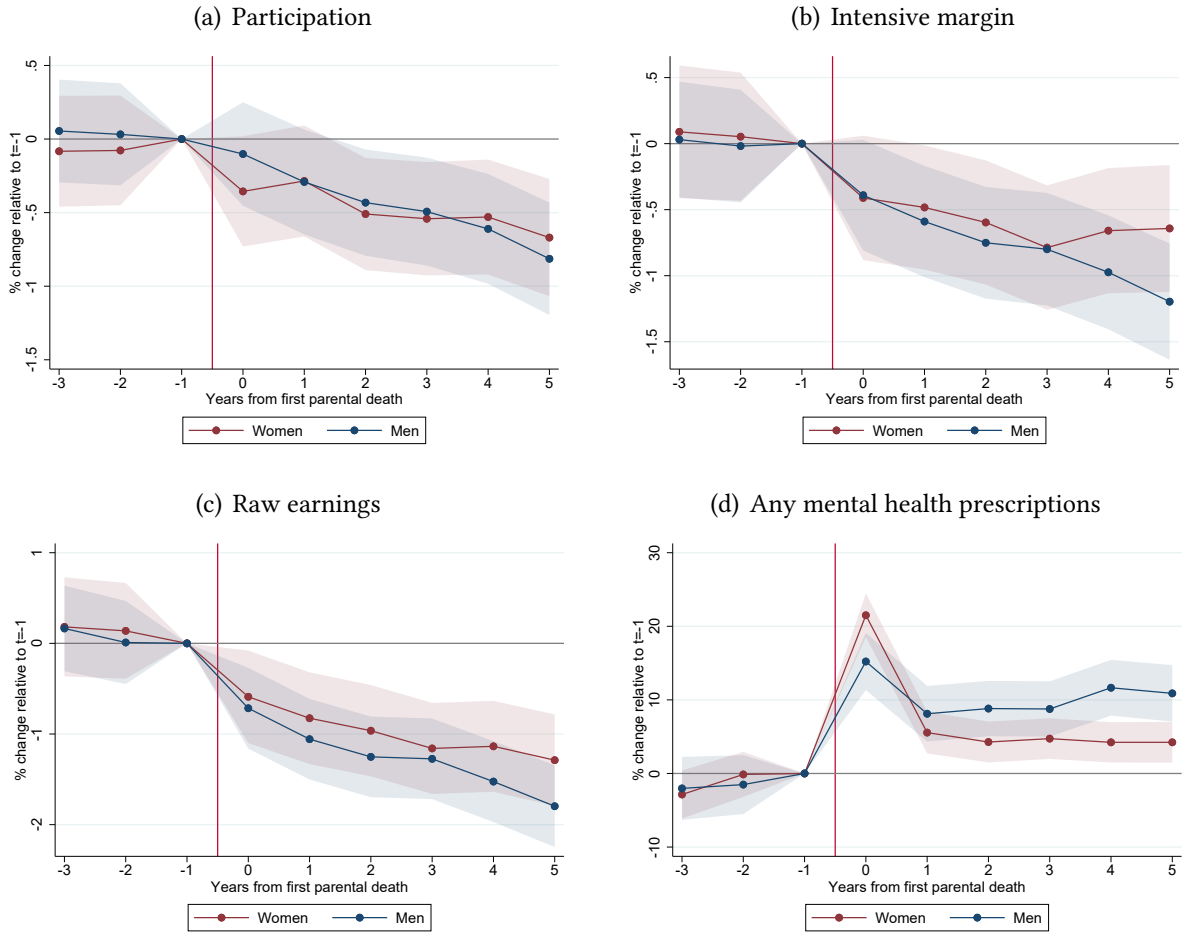 (a) Participation
% change relative to t=-1
.5
0
-.5
-1
-1.5
-3 -2 -1 0 1 2 3 4 5
Years from first parental death
Women Men
(b) Intensive margin
% change relative to t=-1
.5
0
-.5
-1
-1.5
-3 -2 -1 0 1 2 3 4 5
Years from first parental death
Women Men
(c) Raw earnings
% change relative to t=-1
1
0
-1
-2
-3 -2 -1 0 1 2 3 4 5
Years from first parental death
Women Men
(d) Any mental health prescriptions
% change relative to t=-1
30
20
10
0
-10
-3 -2 -1 0 1 2 3 4 5
Years from first parental death
Women Men